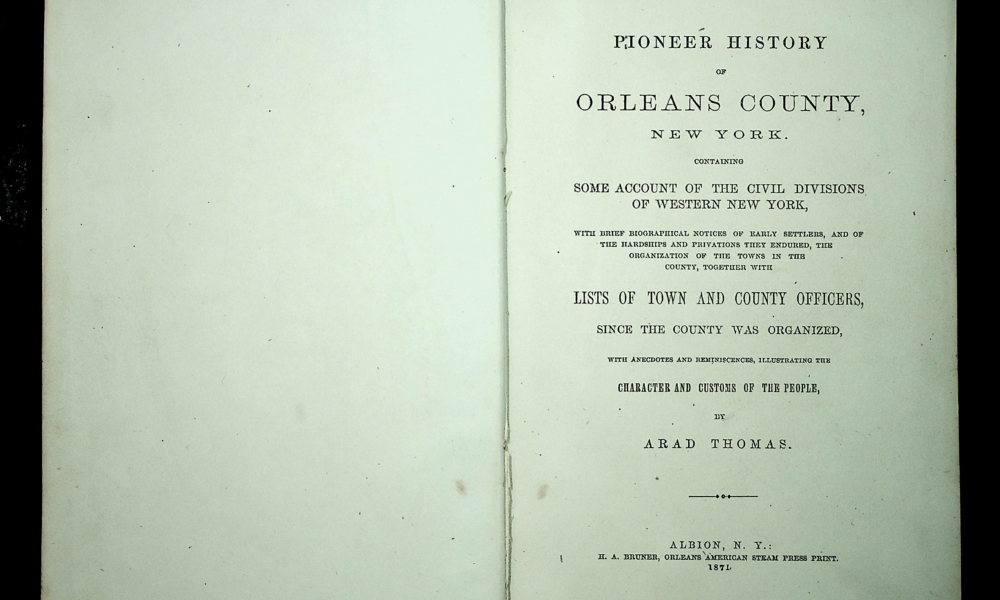 PIONEER HISTORY
OF
ORLEANS COUNTY,
NEW YORK.
CONTAINING
SOME ACCOUNT OF THE CIVIL DIVISIONS
OF WESTERN NEW YORK,
WITH BRIEF BIOGRAPHICAL NOTICES OF EARLY SETTLERS, AND OF
THE HARDSHIPS AND PRIVATIONS THEY ENDURED, THE
ORGANIZATION OF THE TOWNS IN THE
COUNTY, TOGETHER WITH
LISTS OF TOWN AND COUNTY OFFICERS,
SINCE THE COUNTY WAS ORGANIZED,
WITH ANECDOTES AND REMINISCENCES, ILLUSTRATING THE
CHARACTER AND CUSTOMS OF THE PEOPLE,
BY
ARAD THOMAS.
ALBION, N. Y.:
H. A. BRUNER, ORLEANS AMERICAN STEAM PRESS PRINT.
1871.